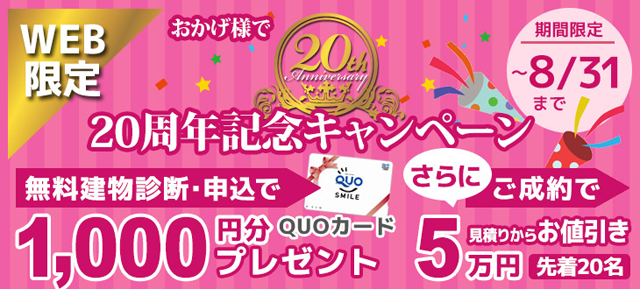 WEB
限定
おかげ様で
20th
Anniversary
期間限定
～8/31
まで
20周年記念キャンペーン
無料建物診断・申込で
QUO
SMILE
さらに
ご成約で
1,000円分 QUOカード
プレゼント
5万円
見積りからお値引き
先着20名